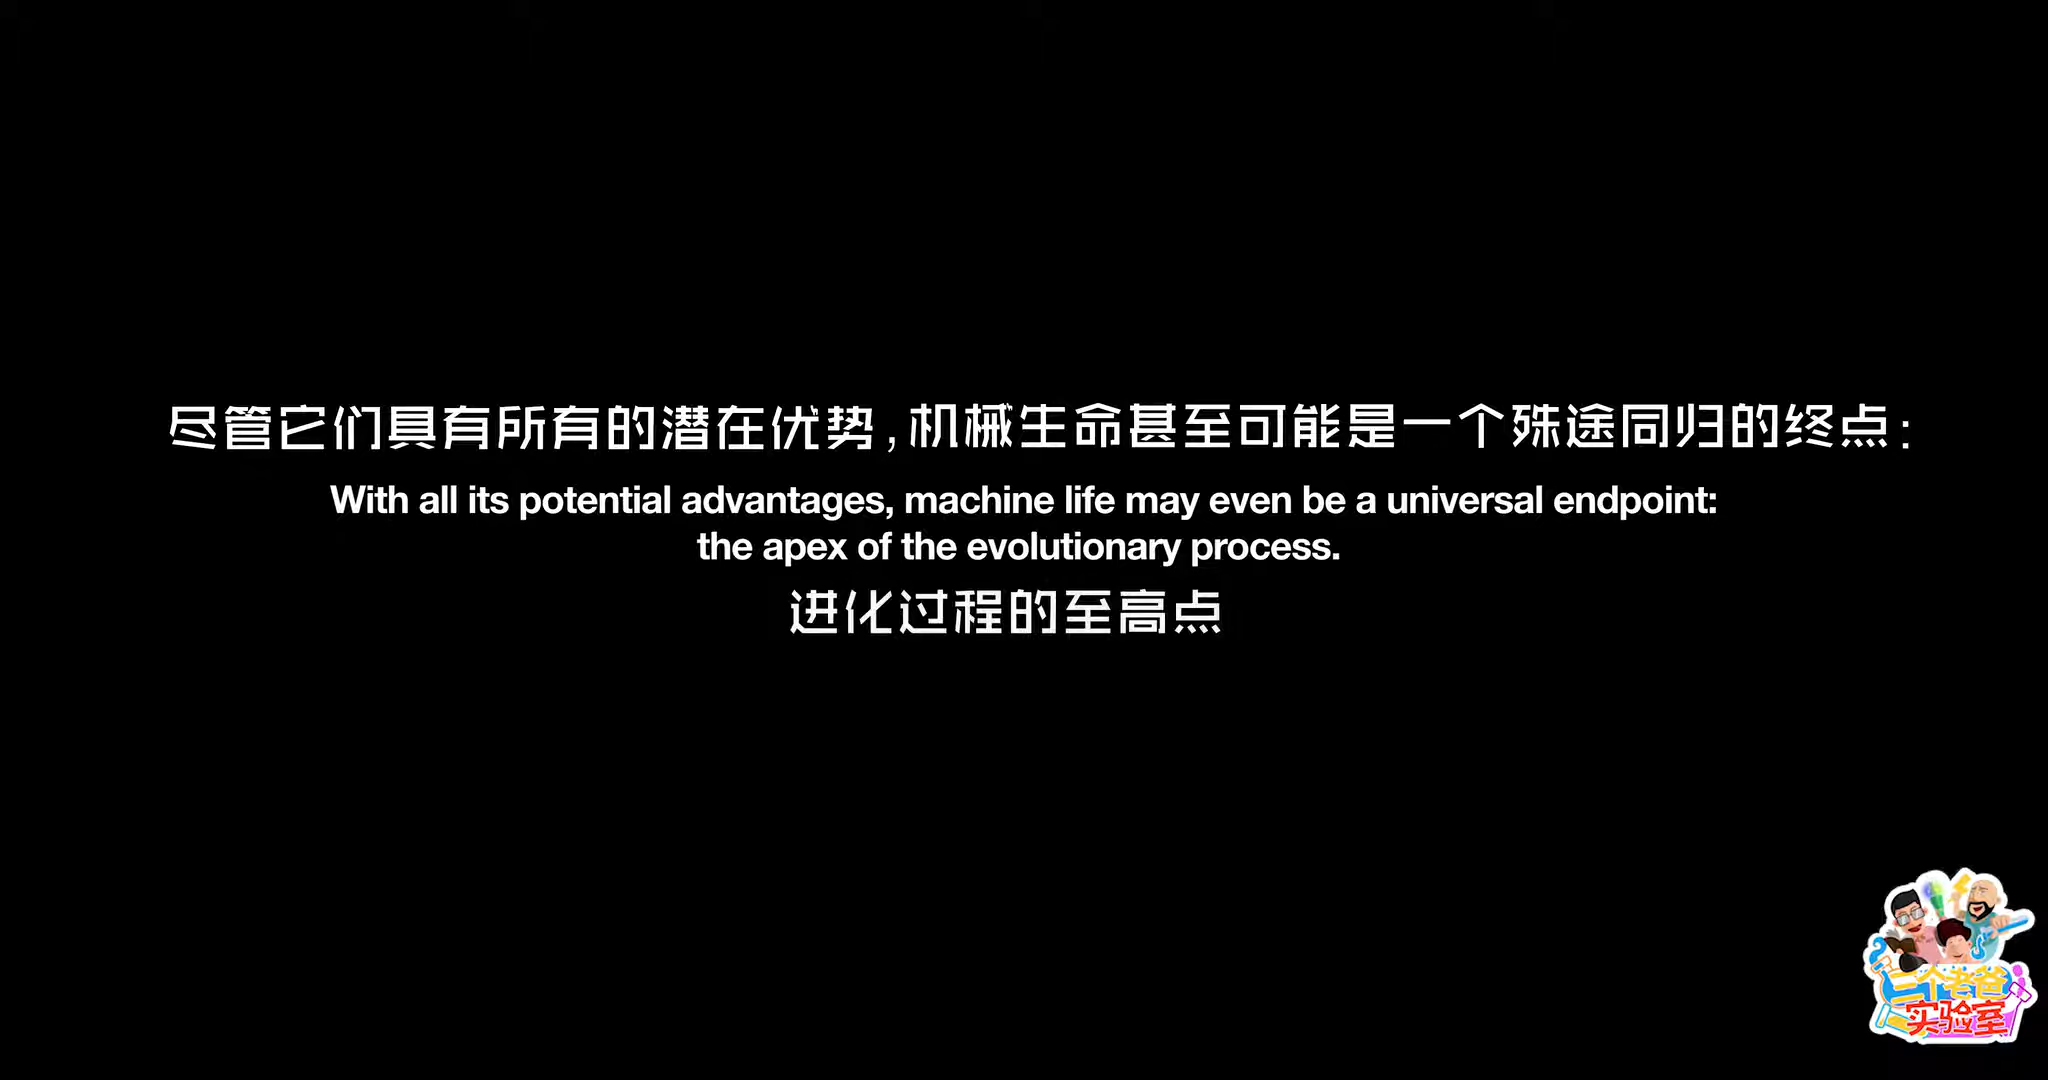 尽管它们具有所有的潜在优势,机械生命甚至可能是一个殊途同归的终点:
With all its potential advantages, machine life may even be a universal endpoint:
the apex of the evolutionary process.
进化过程的至高点
三个老爸
实验室